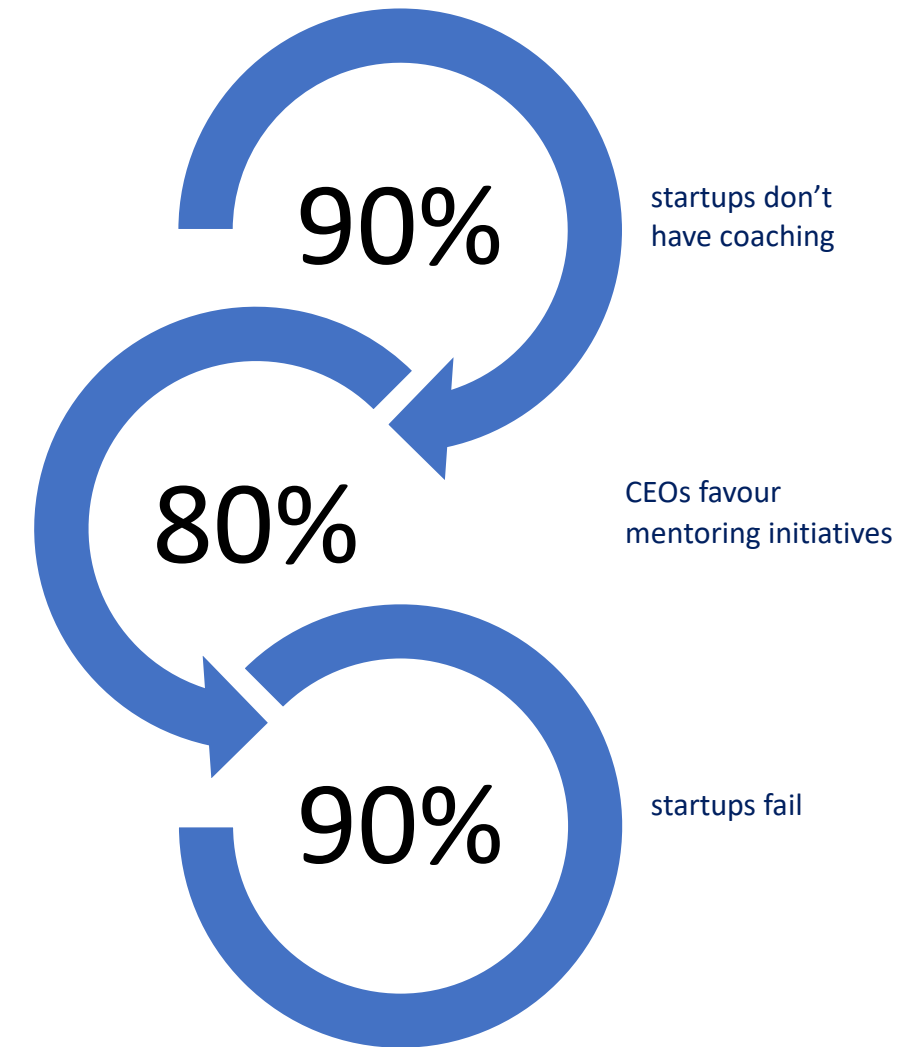 90%
startups don’t
have coaching
80%
CEOs favour
mentoring initiatives
90%
startups fail